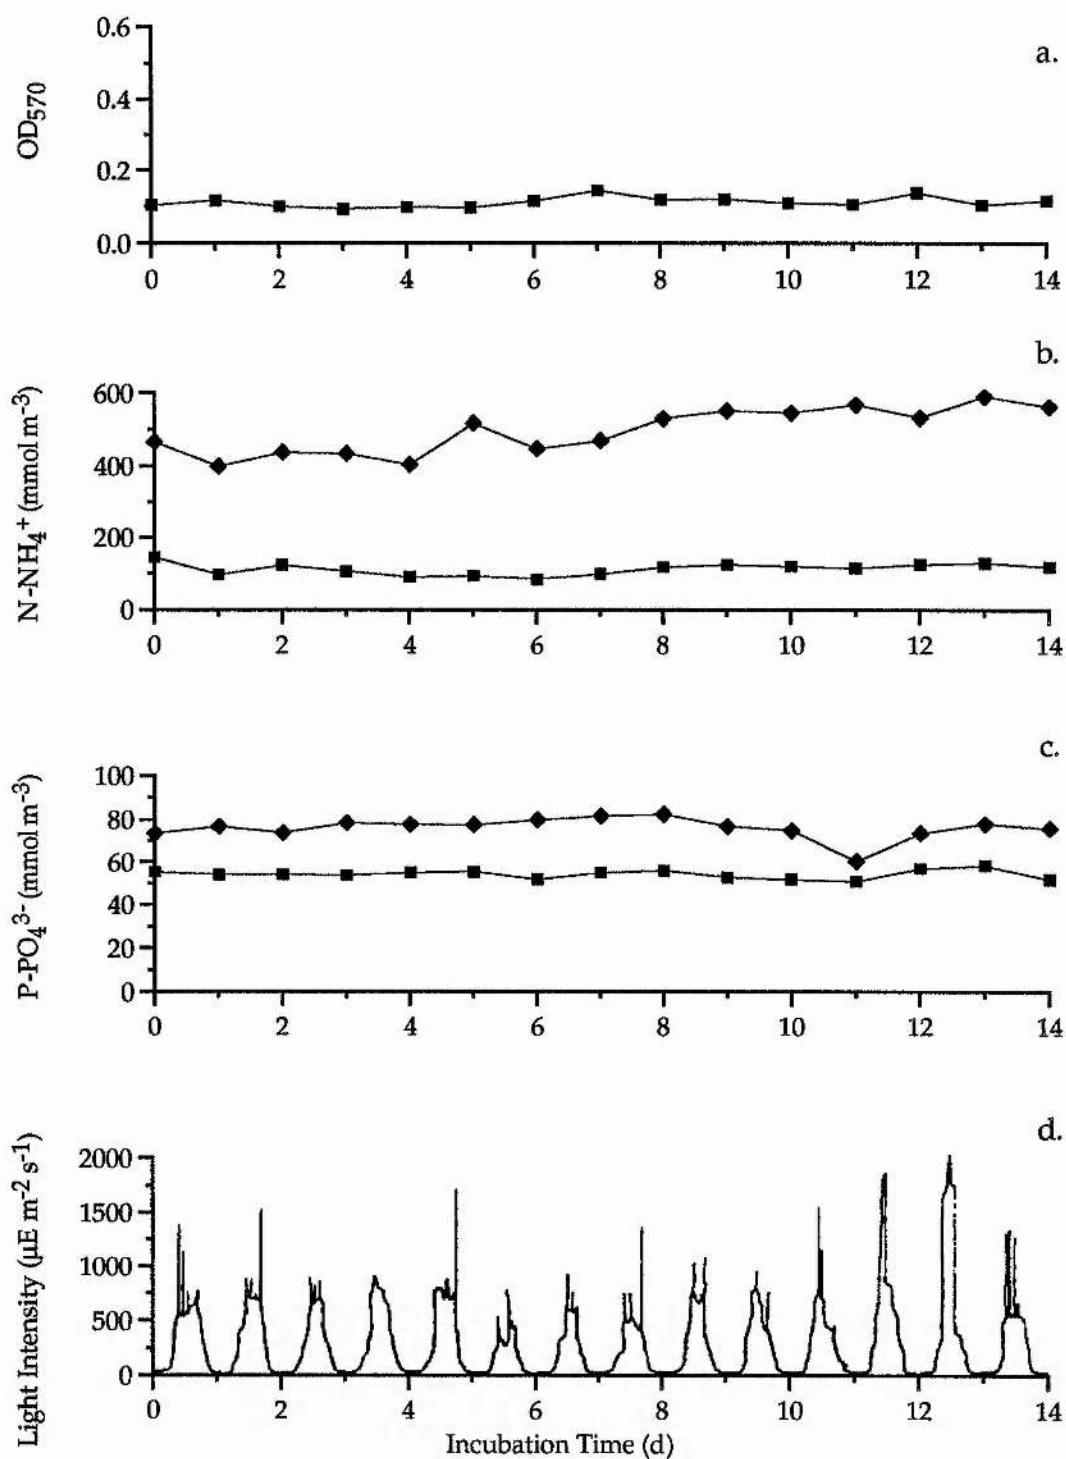 a.
OD570
0.6
0.4
0.2
0.0
0 2 4 6 8 10 12 14
b.
N-NH4+ (mmol m-3)
600
400
200
0
0 2 4 6 8 10 12 14
c.
P-PO43- (mmol m-3)
100
80
60
40
20
0
0 2 4 6 8 10 12 14
d.
Light Intensity (µE m-2 s-1)
2000
1500
1000
500
0
0 2 4 6 8 10 12 14
Incubation Time (d)